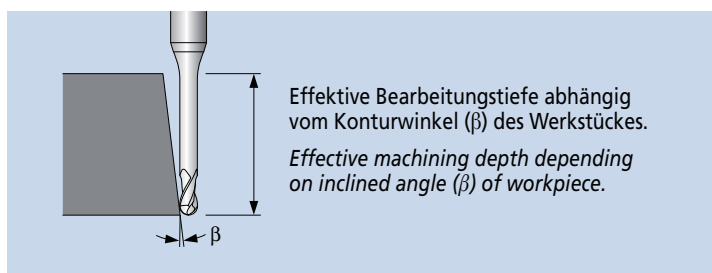 Effektive Bearbeitungstiefe abhängig
vom Konturwinkel (β) des Werkstückes.
Effective machining depth depending
on inclined angle (β) of workpiece.
β